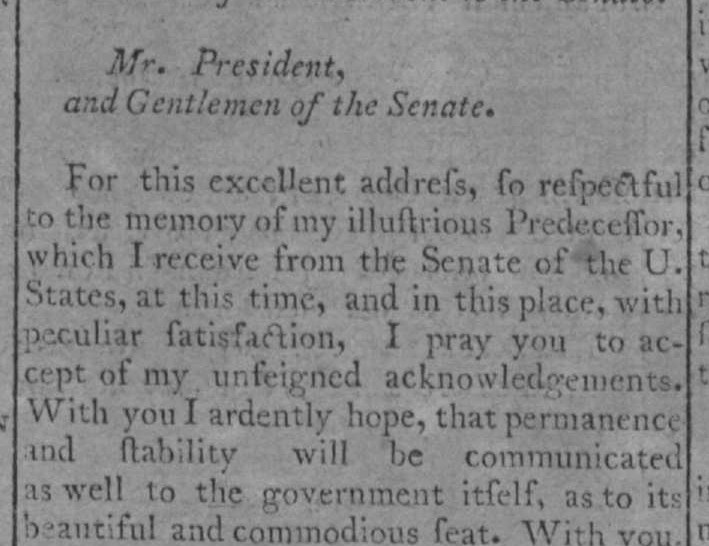 Mr. President,
and Gentlemen of the Senate.
For this excellent addreſs, ſo reſpectful
to the memory of my illuſtrious Predeceſſor,
which I receive from the Senate of the U.
States, at this time, and in this place, with
peculiar ſatisfaction, I pray you to ac-
cept of my unfeigned acknowledgements.
With you I ardently hope, that permanence
and ſtability will be communicated
as well to the government itſelf, as to its
beautiful and commodious ſeat. With you,